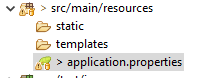 > src/main/resources
static
templates
> application.properties